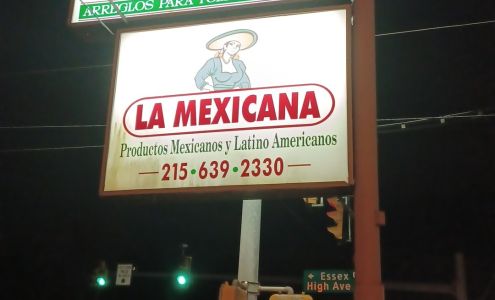 ARREGLOS PARA
LA MEXICANA
Productos Mexicanos y Latino Americanos
215•639•2330
Essex
High Ave